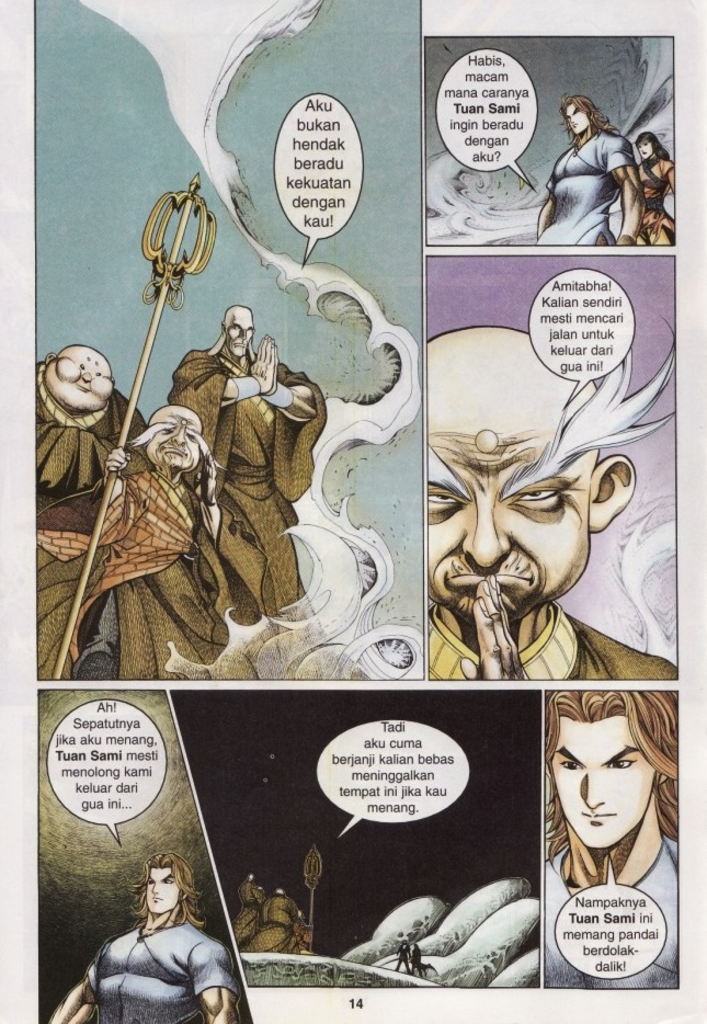 Aku
bukan
hendak
beradu
kekuatan
dengan
kau!
Habis,
macam
mana caranya
Tuan Sami
ingin beradu
dengan
aku?
Amitabha!
Kalian sendiri
mesti mencari
jalan untuk
keluar dari
gua ini!
Ah!
Sepatutnya
jika aku menang,
Tuan Sami mesti
menolong kami
keluar dari
gua ini...
Tadi
aku cuma
berjanji kalian bebas
meninggalkan
tempat ini jika kau
menang.
Nampaknya
Tuan Sami ini
memang pandai
berdolak-
dalik!
14